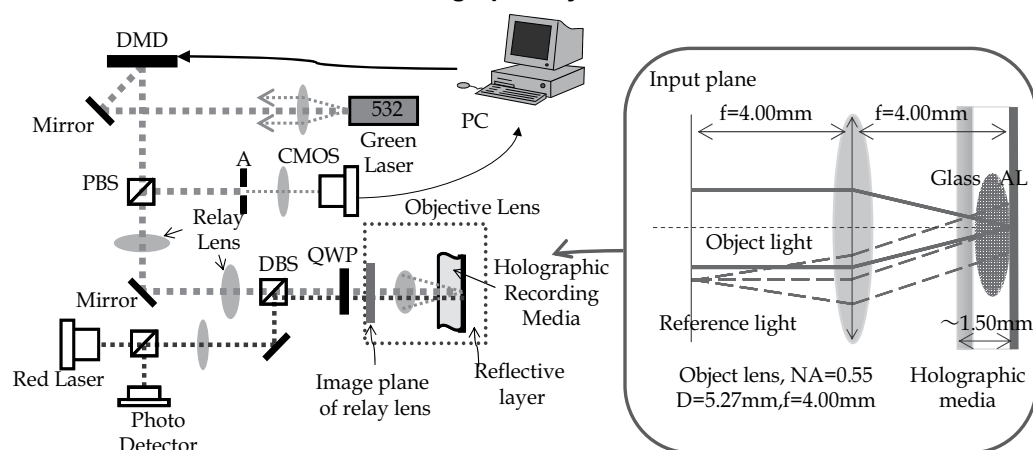 DMD
Mirror
532
Green
Laser
PC
PBS
A
CMOS
Relay
Lens
Objective Lens
DBS
QWP
Mirror
Holographic
Recording
Media
Red Laser
Photo
Detector
Image plane
of relay lens
Reflective
layer
Input plane
f=4.00mm
f=4.00mm
Glass
AL
Object light
Reference light
～1.50mm
Object lens, NA=0.55
D=5.27mm,f=4.00mm
Holographic
media